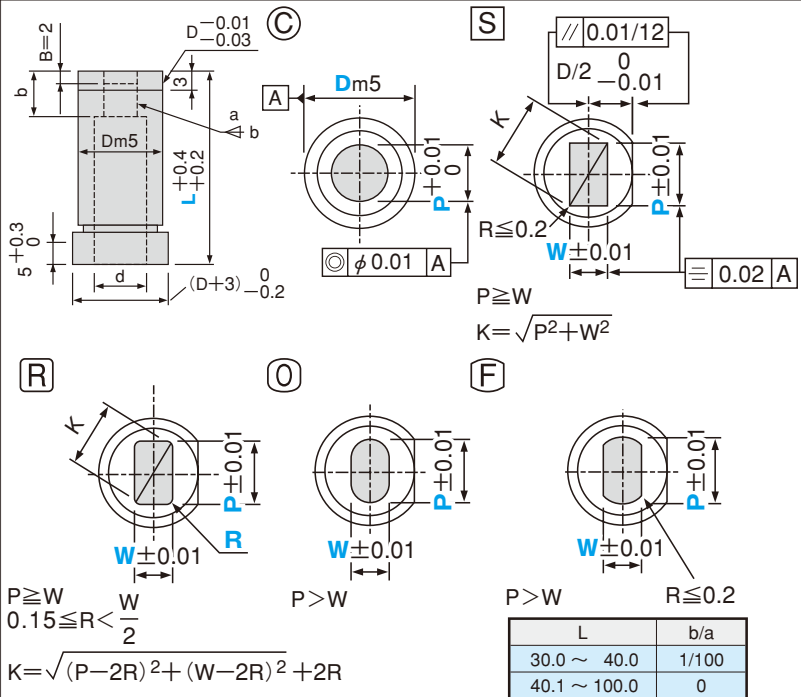 B=2
b
D −0.01 −0.03
3
a
b
Dm5
L +0.4 +0.2
5 +0.3 0
d
(D+3) 0 −0.2
C
A
Dm5
P +0.01 0
◎ φ 0.01 A
S
// 0.01/12
D/2 0 −0.01
K
P±0.01
R≦0.2
W±0.01
⌯ 0.02 A
P≧W
K=√P²+W²
R
K
P±0.01
R
W±0.01
P≧W
0.15≦R< W/2
K=√(P−2R)²+(W−2R)²+2R
O
P±0.01
W±0.01
P>W
F
P±0.01
W±0.01
P>W
R≦0.2
L b/a
30.0 ~ 40.0 1/100
40.1 ~ 100.0 0